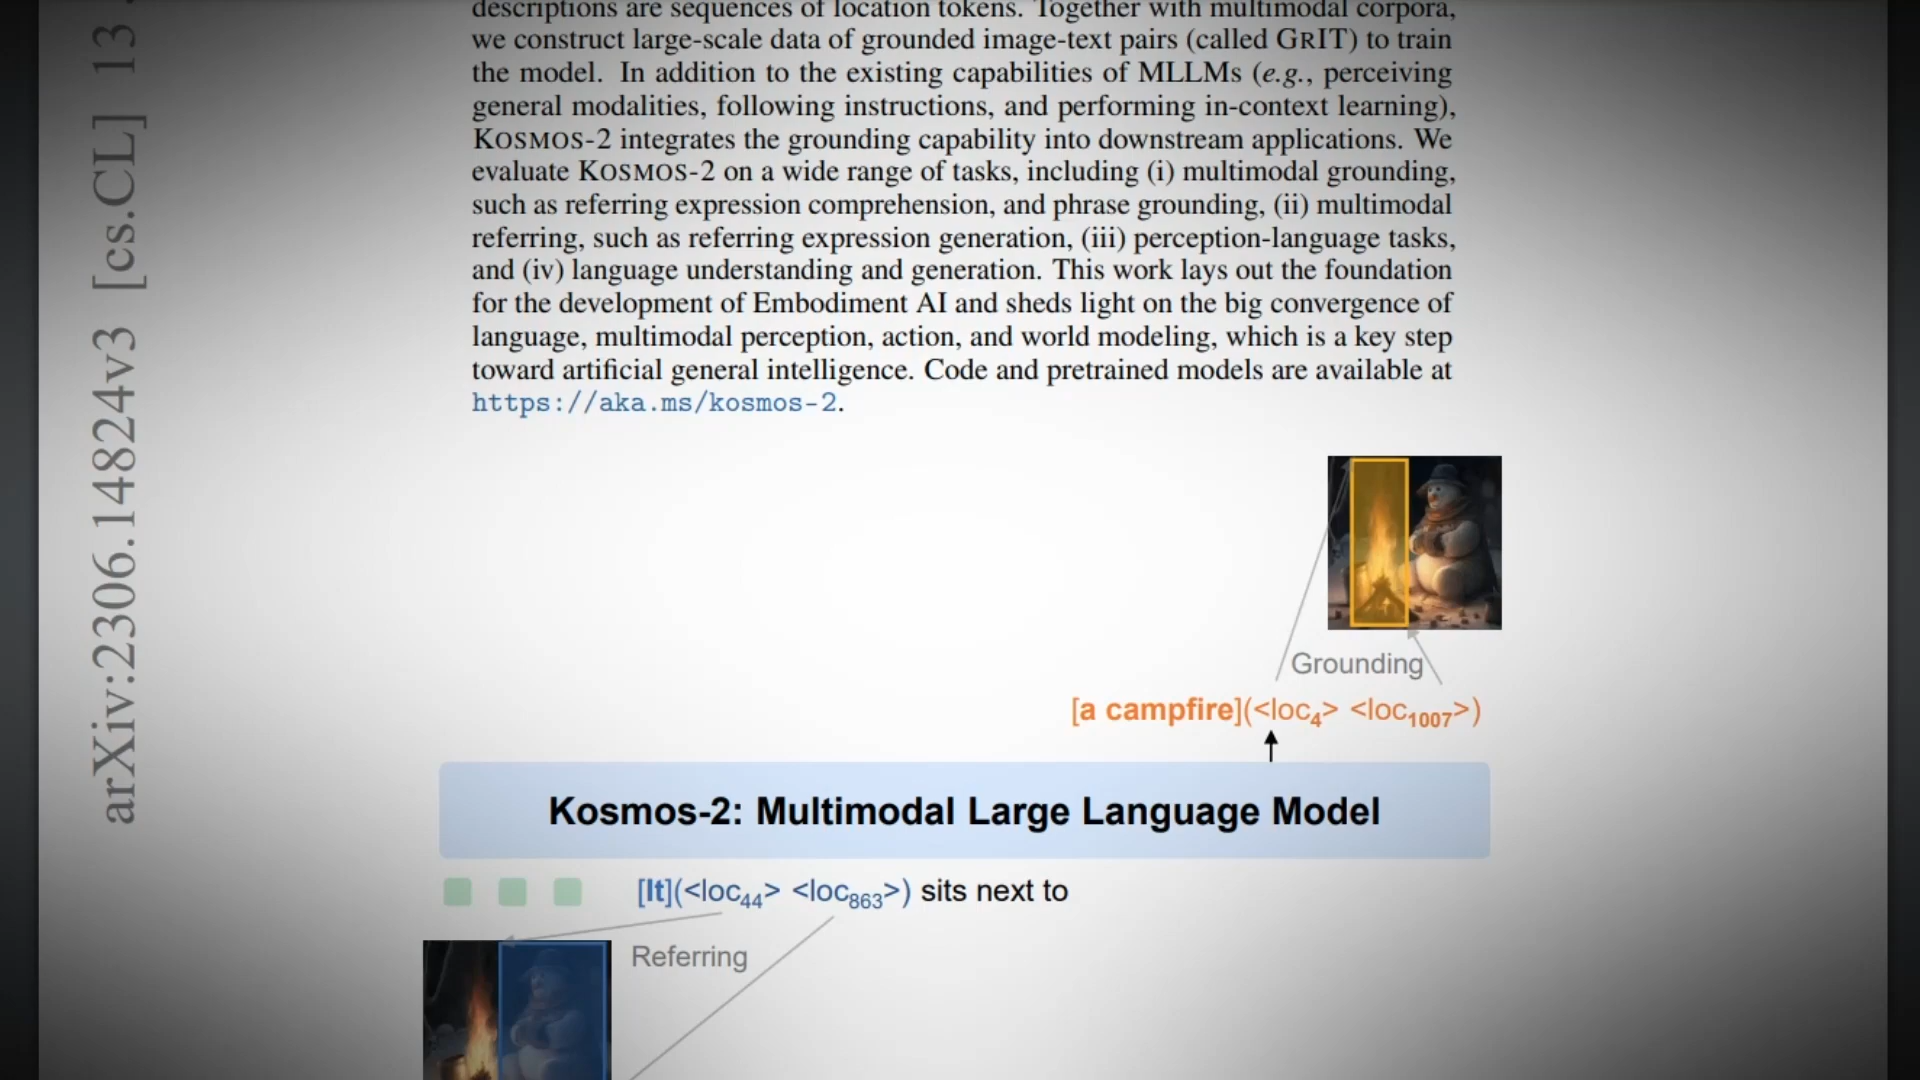 descriptions are sequences of location tokens. Together with multimodal corpora,
we construct large-scale data of grounded image-text pairs (called GRIT) to train
the model. In addition to the existing capabilities of MLLMs (e.g., perceiving
general modalities, following instructions, and performing in-context learning),
KOSMOS-2 integrates the grounding capability into downstream applications. We
evaluate KOSMOS-2 on a wide range of tasks, including (i) multimodal grounding,
such as referring expression comprehension, and phrase grounding, (ii) multimodal
referring, such as referring expression generation, (iii) perception-language tasks,
and (iv) language understanding and generation. This work lays out the foundation
for the development of Embodiment AI and sheds light on the big convergence of
language, multimodal perception, action, and world modeling, which is a key step
toward artificial general intelligence. Code and pretrained models are available at
https://aka.ms/kosmos-2.
arXiv:2306.14824v3 [cs.CL] 13
Grounding
[a campfire](<loc4> <loc1007>)
Kosmos-2: Multimodal Large Language Model
[It](<loc44> <loc863>) sits next to
Referring